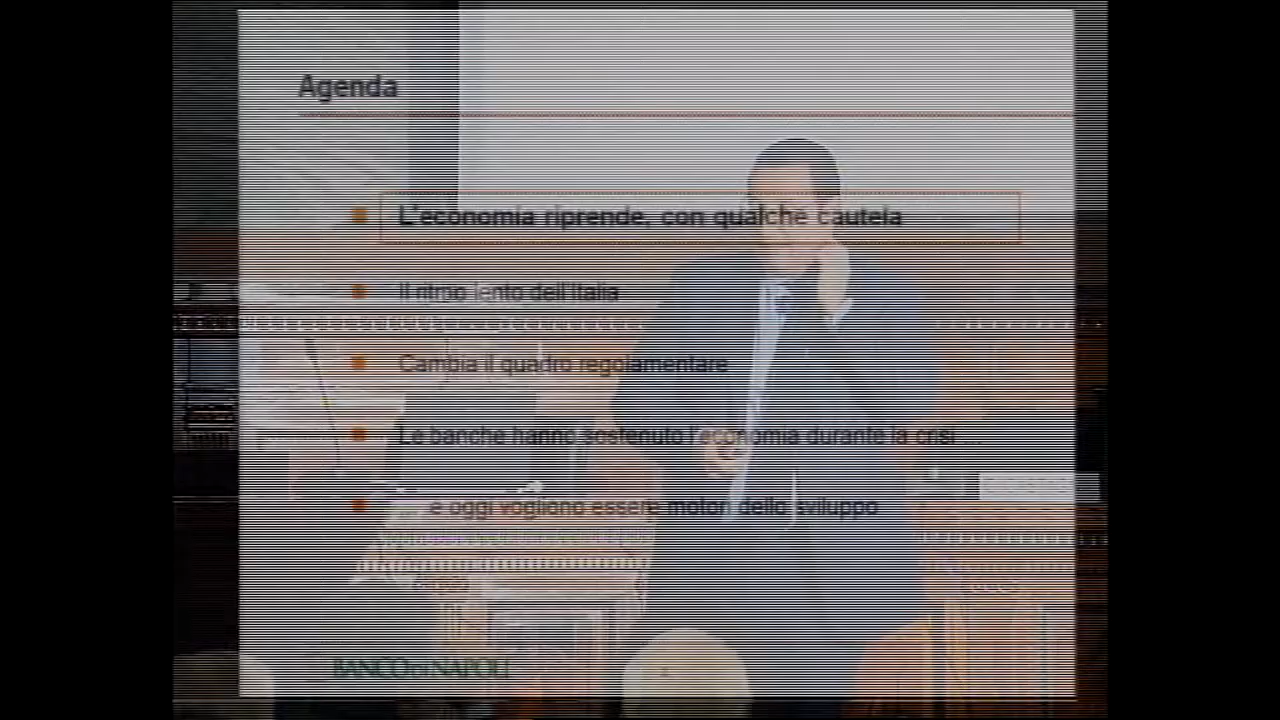 Agenda
L'economia riprende, con qualche cautela
Il ritmo lento dell'Italia
Cambia il quadro regolamentare
Le banche hanno sostenuto l'economia durante la crisi
... e oggi vogliono essere motori dello sviluppo
BANCO DI NAPOLI